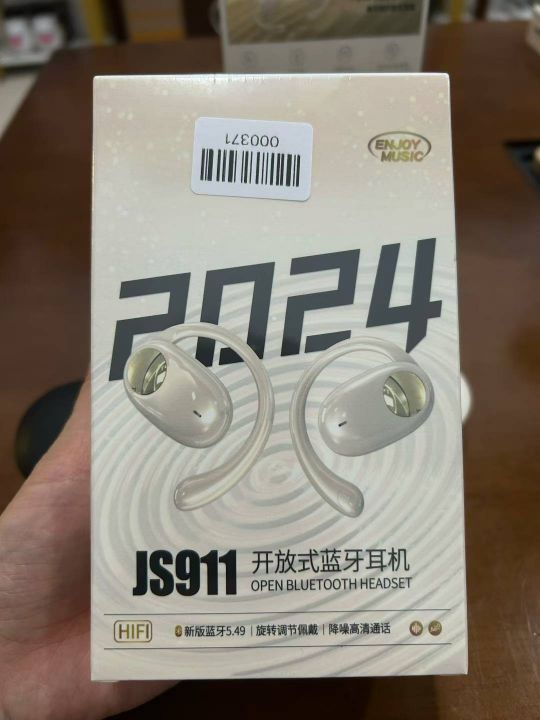 000371
ENJOY
MUSIC
2024
JS911 开放式蓝牙耳机
OPEN BLUETOOTH HEADSET
HIFI 新版蓝牙5.49 | 旋转调节佩戴 | 降噪高清通话